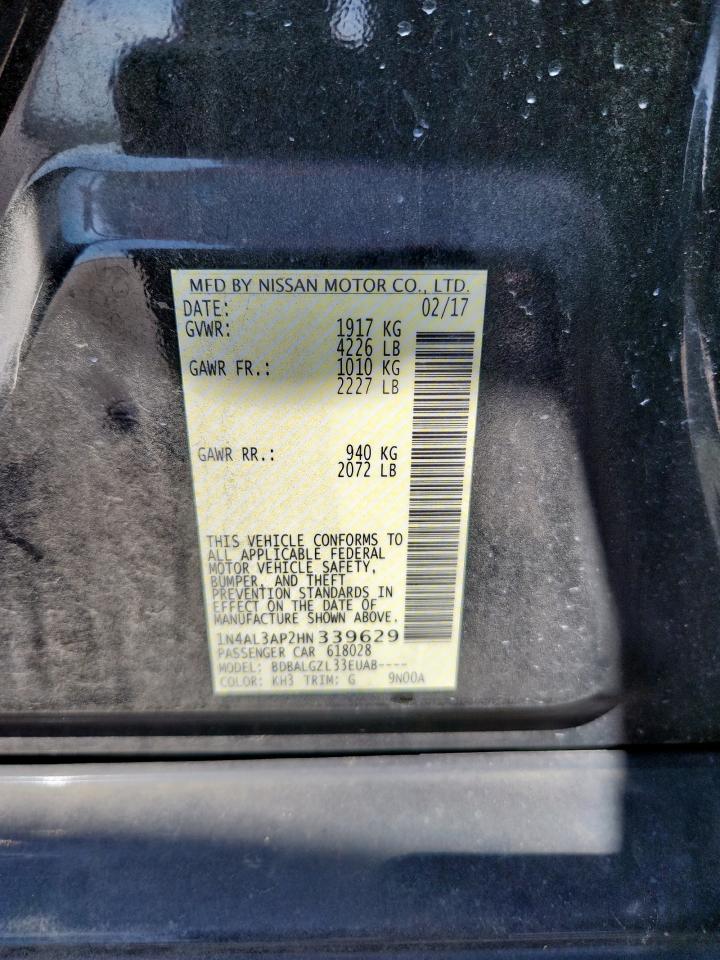 MFD BY NISSAN MOTOR CO., LTD.
DATE: 02/17
GVWR: 1917 KG
4226 LB
GAWR FR.: 1010 KG
2227 LB
GAWR RR.: 940 KG
2072 LB
THIS VEHICLE CONFORMS TO
ALL APPLICABLE FEDERAL
MOTOR VEHICLE SAFETY,
BUMPER, AND THEFT
PREVENTION STANDARDS IN
EFFECT ON THE DATE OF
MANUFACTURE SHOWN ABOVE.
1N4AL3AP2HN339629
PASSENGER CAR 618028
MODEL: BDBALGZL33EUAB----
COLOR: KH3 TRIM: G 9N00A